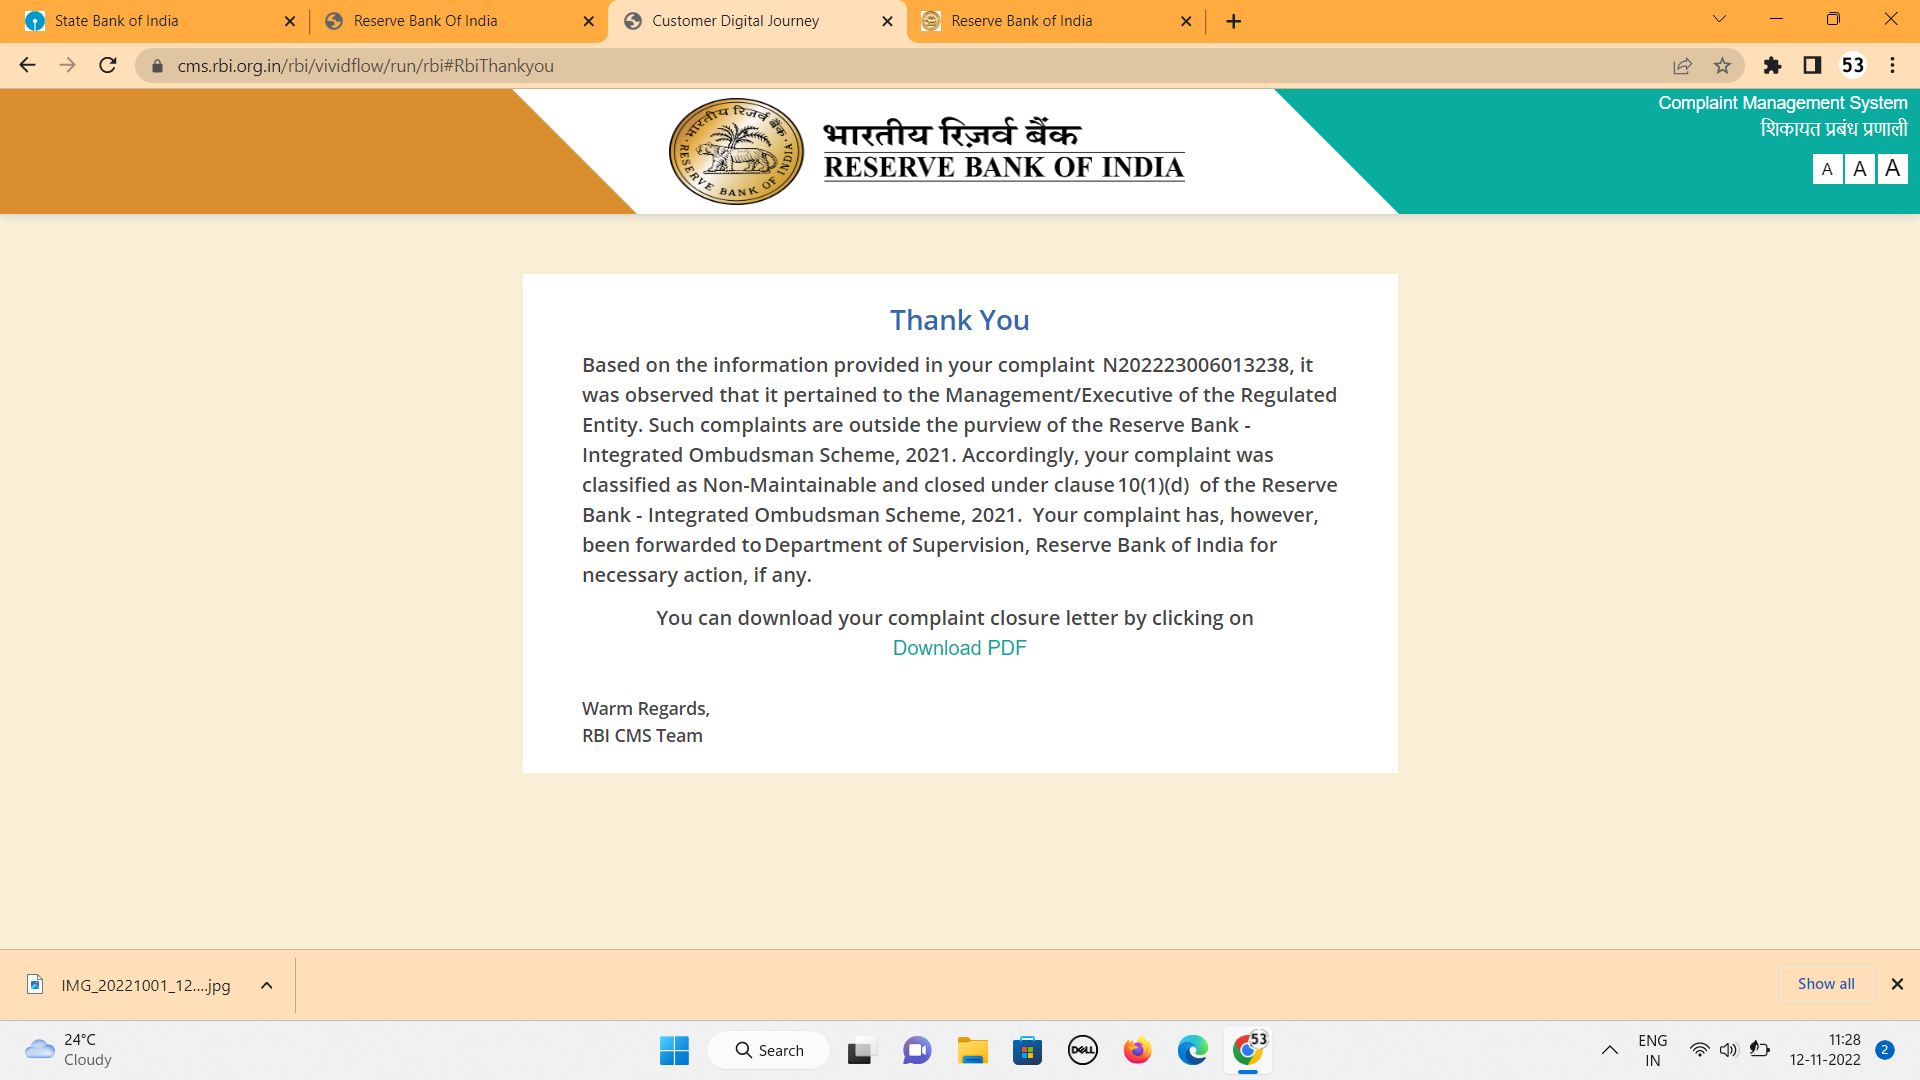 State Bank of India
Reserve Bank Of India
Customer Digital Journey
Reserve Bank of India
cms.rbi.org.in/rbi/vividflow/run/rbi#RbiThankyou
53
भारतीय रिज़र्व बैंक
RESERVE BANK OF INDIA
भारतीय रिज़र्व बैंक
RESERVE BANK OF INDIA
Complaint Management System
शिकायत प्रबंध प्रणाली
A A A
Thank You
Based on the information provided in your complaint N202223006013238, it
was observed that it pertained to the Management/Executive of the Regulated
Entity. Such complaints are outside the purview of the Reserve Bank -
Integrated Ombudsman Scheme, 2021. Accordingly, your complaint was
classified as Non-Maintainable and closed under clause 10(1)(d) of the Reserve
Bank - Integrated Ombudsman Scheme, 2021. Your complaint has, however,
been forwarded to Department of Supervision, Reserve Bank of India for
necessary action, if any.
You can download your complaint closure letter by clicking on
Download PDF
Warm Regards,
RBI CMS Team
IMG_20221001_12....jpg
Show all
24°C
Cloudy
Search
DELL
53
ENG
IN
11:28
12-11-2022
2